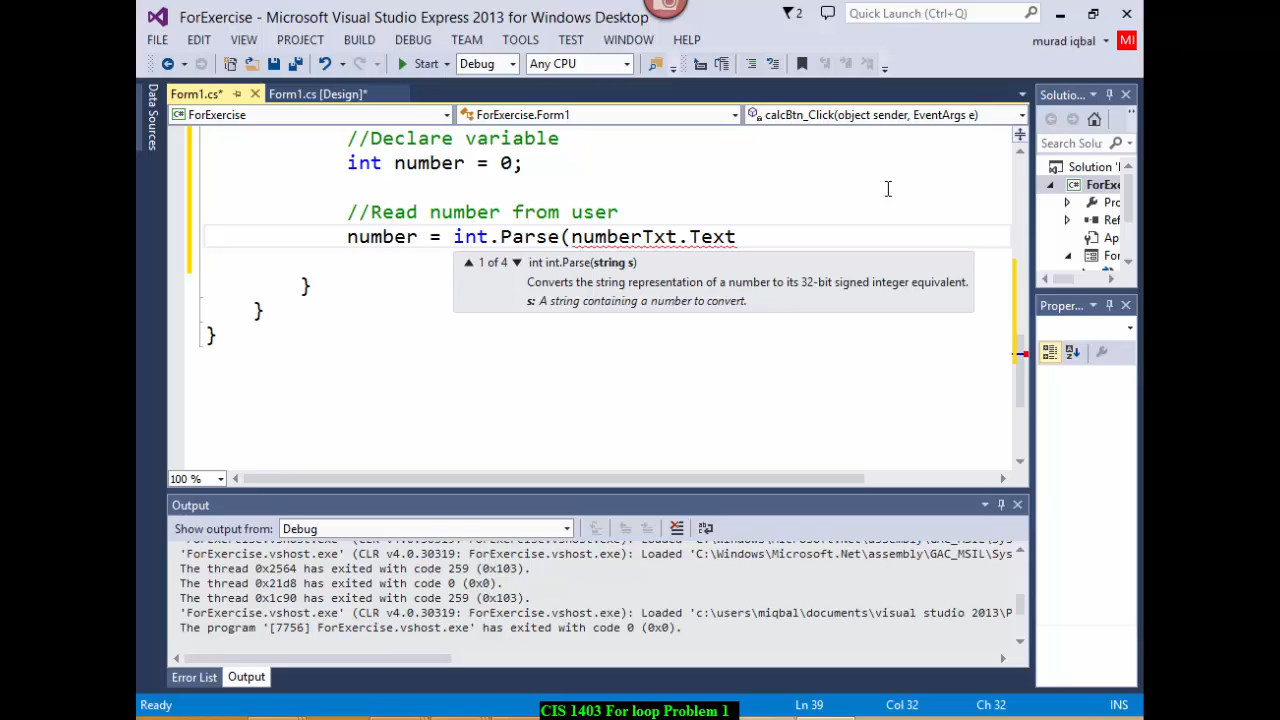 ForExercise - Microsoft Visual Studio Express 2013 for Windows Desktop
2
Quick Launch (Ctrl+Q)
FILE EDIT VIEW PROJECT BUILD DEBUG TEAM TOOLS TEST WINDOW HELP
murad iqbal
MI
Start
Debug
Any CPU
Data Sources
Form1.cs*
Form1.cs [Design]*
ForExercise
ForExercise.Form1
calcBtn_Click(object sender, EventArgs e)
//Declare variable
int number = 0;
//Read number from user
number = int.Parse(numberTxt.Text
1 of 4 int int.Parse(string s)
Converts the string representation of a number to its 32-bit signed integer equivalent.
s: A string containing a number to convert.
}
}
}
100 %
Solutio...
Search Solu
Solution '
ForExe
Pro
Ref
Ap
For
Proper...
Output
Show output from: Debug
'ForExercise.vshost.exe' (CLR v4.0.30319: ForExercise.vshost.exe): Loaded 'C:\Windows\Microsoft.Net\assembly\GAC_MSIL\Sys
The thread 0x2564 has exited with code 259 (0x103).
The thread 0x21d8 has exited with code 0 (0x0).
The thread 0x1c90 has exited with code 259 (0x103).
'ForExercise.vshost.exe' (CLR v4.0.30319: ForExercise.vshost.exe): Loaded 'c:\users\miqbal\documents\visual studio 2013\P
The program '[7756] ForExercise.vshost.exe' has exited with code 0 (0x0).
Error List
Output
Ready
Ln 39
Col 32
Ch 32
INS
CIS 1403 For loop Problem 1